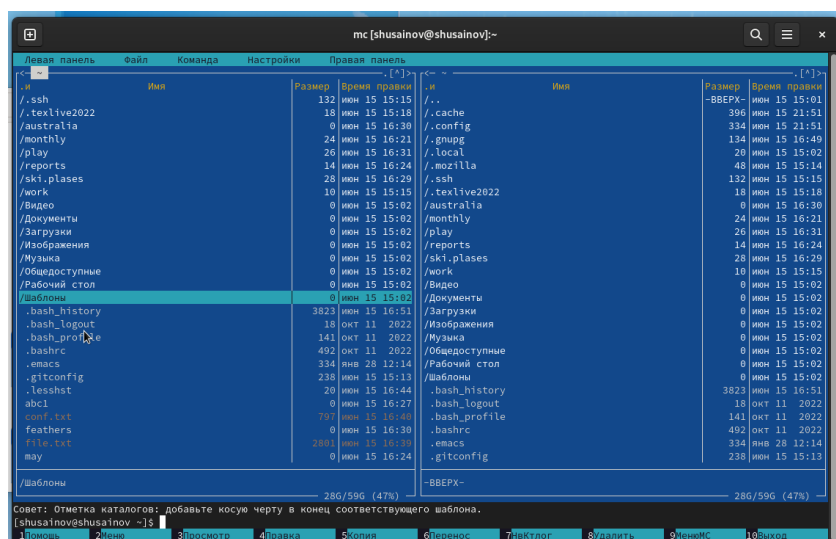 mc [shusainov@shusainov]:~
Левая панель Файл Команда Настройки Правая панель
<— ~ .[^]>
.и Имя Размер Время правки
/.ssh 132 июн 15 15:15
/.texlive2022 18 июн 15 15:18
/australia 0 июн 15 16:30
/monthly 24 июн 15 16:21
/play 26 июн 15 16:31
/reports 14 июн 15 16:24
/ski.plases 28 июн 15 16:29
/work 10 июн 15 15:15
/Видео 0 июн 15 15:02
/Документы 0 июн 15 15:02
/Загрузки 0 июн 15 15:02
/Изображения 0 июн 15 15:02
/Музыка 0 июн 15 15:02
/Общедоступные 0 июн 15 15:02
/Рабочий стол 0 июн 15 15:02
/Шаблоны 0 июн 15 15:02
.bash_history 3823 июн 15 16:51
.bash_logout 18 окт 11 2022
.bash_profile 141 окт 11 2022
.bashrc 492 окт 11 2022
.emacs 334 янв 28 12:14
.gitconfig 238 июн 15 15:13
.lesshst 20 июн 15 16:44
abc1 0 июн 15 16:27
conf.txt 797 июн 15 16:40
feathers 0 июн 15 16:30
file.txt 2801 июн 15 16:39
may 0 июн 15 16:24
/Шаблоны
28G/59G (47%)
<— ~ .[^]>
.и Имя Размер Время правки
/.. -ВВЕРХ- июн 15 15:01
/.cache 396 июн 15 21:51
/.config 334 июн 15 21:51
/.gnupg 134 июн 15 16:49
/.local 20 июн 15 15:02
/.mozilla 48 июн 15 15:14
/.ssh 132 июн 15 15:15
/.texlive2022 18 июн 15 15:18
/australia 0 июн 15 16:30
/monthly 24 июн 15 16:21
/play 26 июн 15 16:31
/reports 14 июн 15 16:24
/ski.plases 28 июн 15 16:29
/work 10 июн 15 15:15
/Видео 0 июн 15 15:02
/Документы 0 июн 15 15:02
/Загрузки 0 июн 15 15:02
/Изображения 0 июн 15 15:02
/Музыка 0 июн 15 15:02
/Общедоступные 0 июн 15 15:02
/Рабочий стол 0 июн 15 15:02
/Шаблоны 0 июн 15 15:02
.bash_history 3823 июн 15 16:51
.bash_logout 18 окт 11 2022
.bash_profile 141 окт 11 2022
.bashrc 492 окт 11 2022
.emacs 334 янв 28 12:14
.gitconfig 238 июн 15 15:13
-ВВЕРХ-
28G/59G (47%)
Совет: Отметка каталогов: добавьте косую черту в конец соответствующего шаблона.
[shusainov@shusainov ~]$
1Помощь 2Меню 3Просмотр 4Правка 5Копия 6Перенос 7НвКтлог 8Удалить 9МенюMC 10Выход